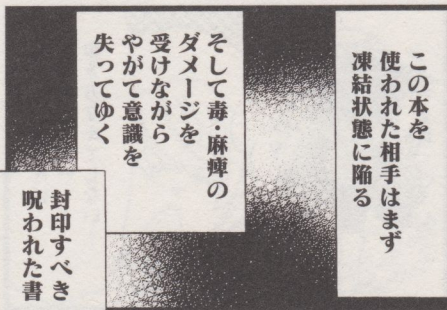 この本を
使われた相手はまず
凍結状態に陥る
そして毒・麻痺の
ダメージを
受けながら
やがて意識を
失ってゆく
封印すべき
呪われた書